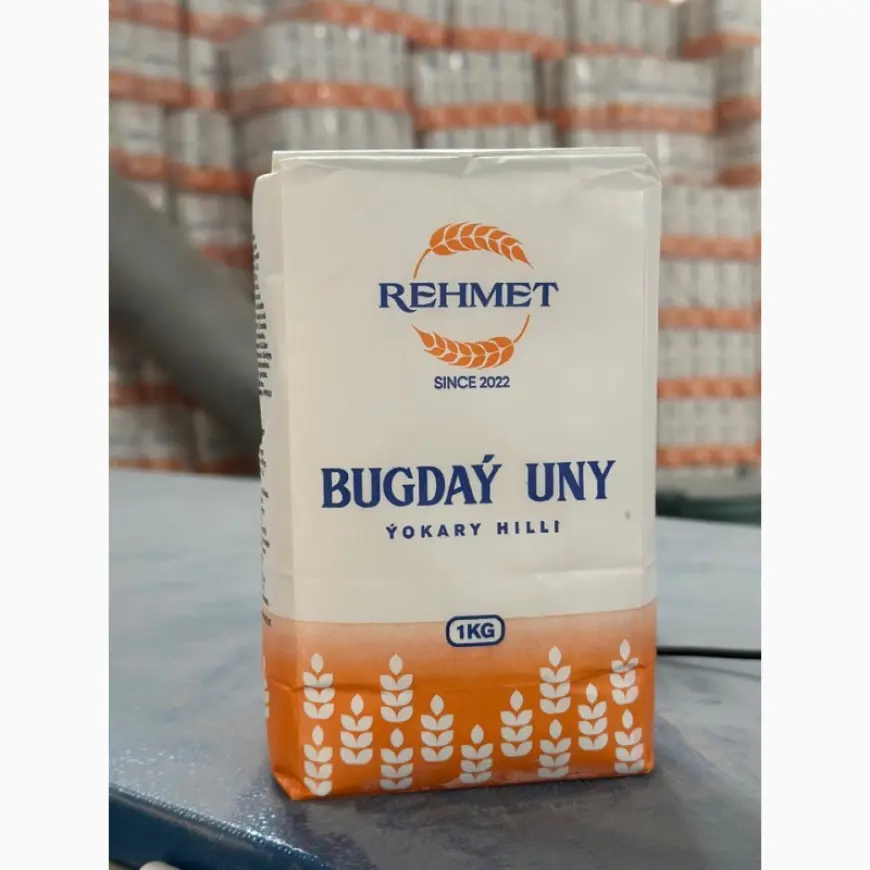 REHMET
SINCE 2022
BUGDAÝ UNY
ÝOKARY HILLI
1KG